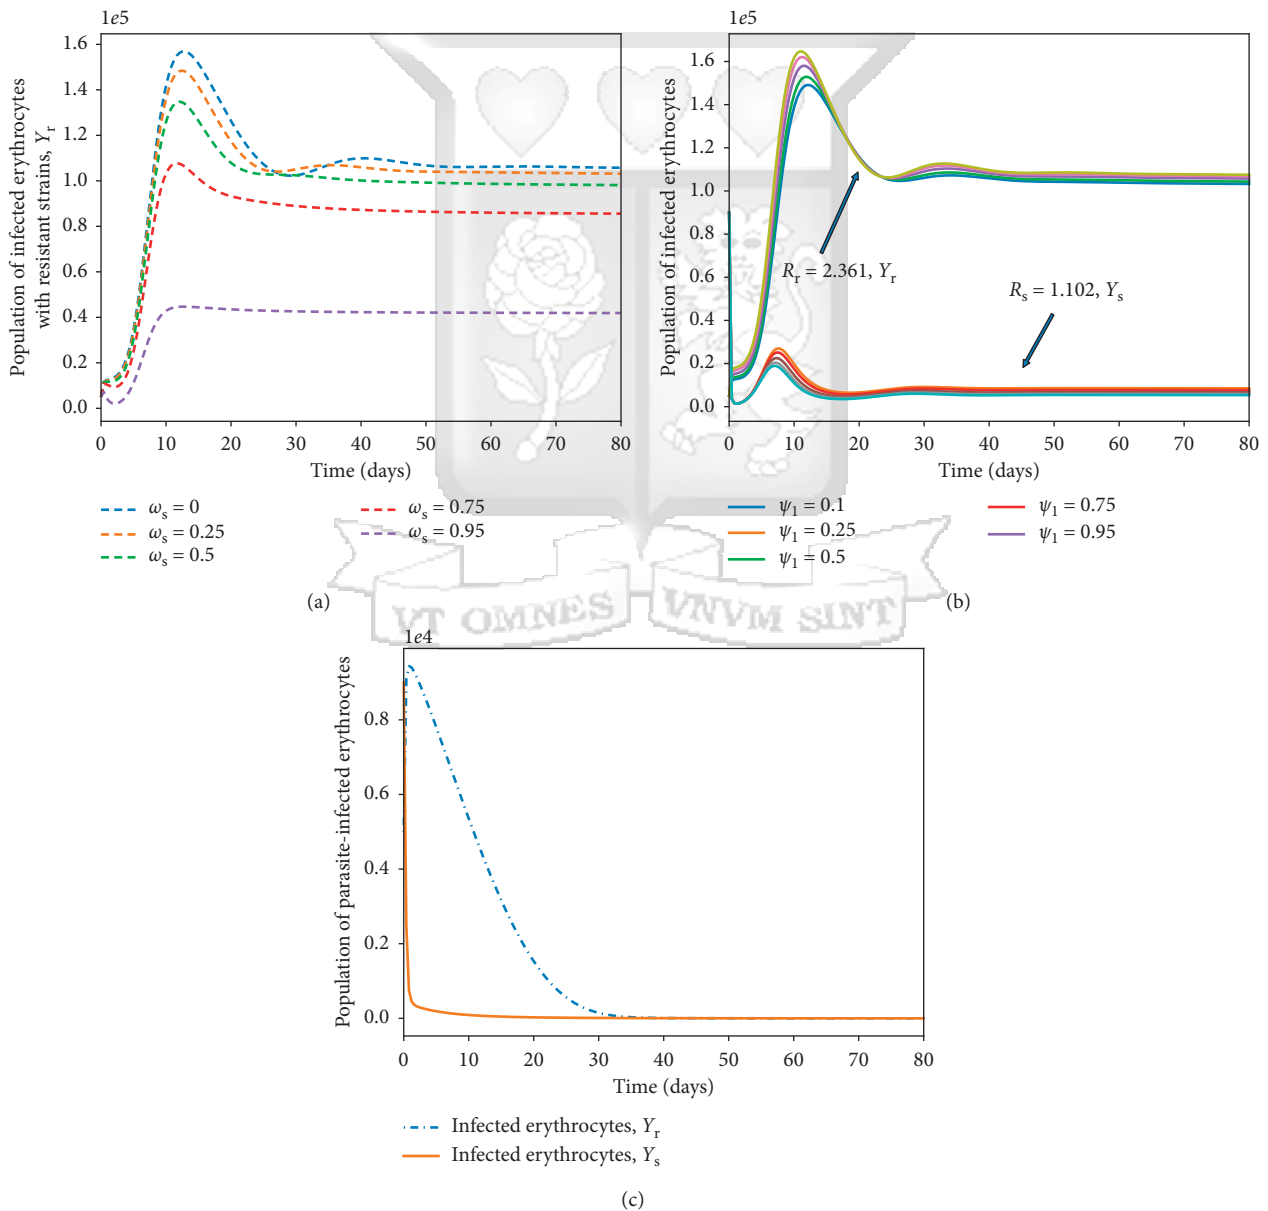 1e5
1.6
1.4
1.2
1.0
0.8
0.6
0.4
0.2
0.0
Population of infected erythrocytes
with resistant strains, Yr
0 10 20 30 40 50 60 70 80
Time (days)
ωs = 0
ωs = 0.25
ωs = 0.5
ωs = 0.75
ωs = 0.95
(a)
1e5
1.6
1.4
1.2
1.0
0.8
0.6
0.4
0.2
0.0
Population of infected erythrocytes
Rr = 2.361, Yr
Rs = 1.102, Ys
0 10 20 30 40 50 60 70 80
Time (days)
ψ1 = 0.1
ψ1 = 0.25
ψ1 = 0.5
ψ1 = 0.75
ψ1 = 0.95
(b)
VT OMNES VNVM SINT
1e4
0.8
0.6
0.4
0.2
0.0
Population of parasite-infected erythrocytes
0 10 20 30 40 50 60 70 80
Time (days)
Infected erythrocytes, Yr
Infected erythrocytes, Ys
(c)